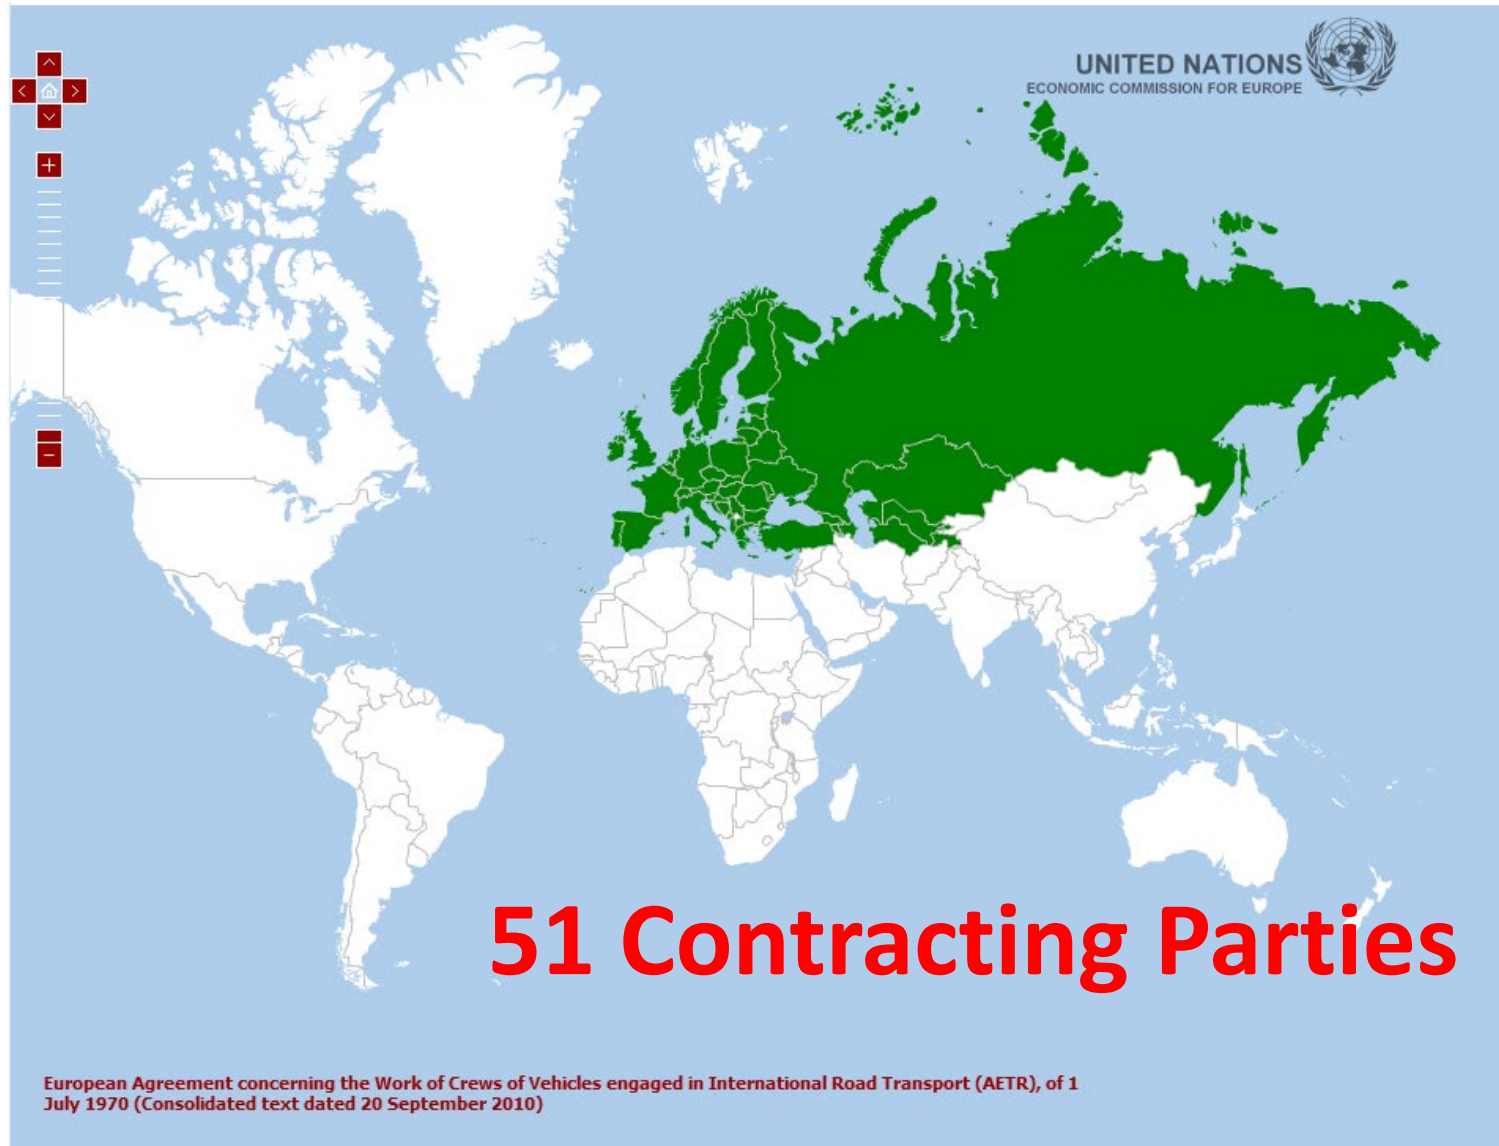 UNITED NATIONS
ECONOMIC COMMISSION FOR EUROPE
51 Contracting Parties
European Agreement concerning the Work of Crews of Vehicles engaged in International Road Transport (AETR), of 1
July 1970 (Consolidated text dated 20 September 2010)